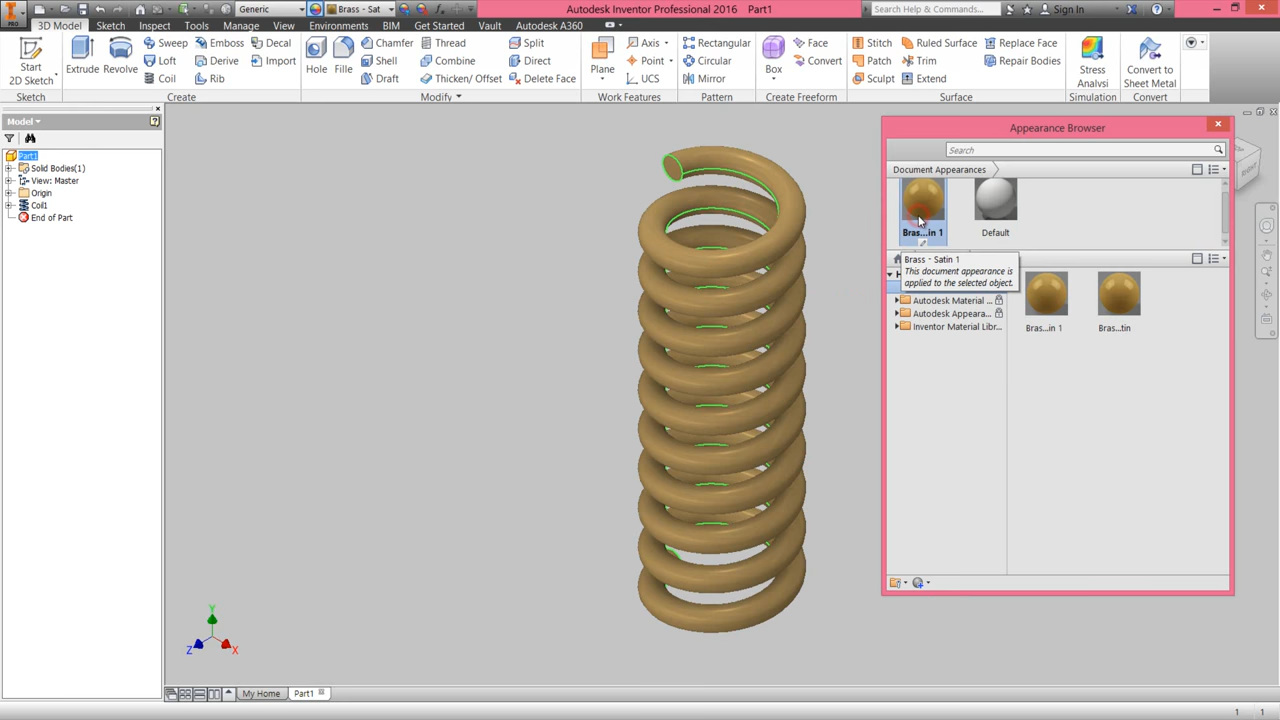 Generic
Brass - Sat
Autodesk Inventor Professional 2016 Part1
Search Help & Commands...
Sign In
PRO
3D Model
Sketch
Inspect
Tools
Manage
View
Environments
BIM
Get Started
Vault
Autodesk A360
Start
2D Sketch
Sketch
Extrude
Revolve
Sweep
Loft
Coil
Emboss
Derive
Rib
Decal
Import
Create
Hole
Fille
Chamfer
Shell
Draft
Thread
Combine
Thicken/ Offset
Split
Direct
Delete Face
Modify
Plane
Axis
Point
UCS
Work Features
Rectangular
Circular
Mirror
Pattern
Box
Face
Convert
Create Freeform
Stitch
Patch
Sculpt
Ruled Surface
Trim
Extend
Replace Face
Repair Bodies
Surface
Stress
Analysi
Simulation
Convert to
Sheet Metal
Convert
Model
Part1
Solid Bodies(1)
View: Master
Origin
Coil1
End of Part
Appearance Browser
Search
Document Appearances
Bras...in 1
Default
Brass - Satin 1
This document appearance is
applied to the selected object.
Autodesk Material ...
Autodesk Appeara...
Inventor Material Libr...
Bras...in 1
Bras...tin
RIGHT
Y
Z
X
My Home
Part1
1
1